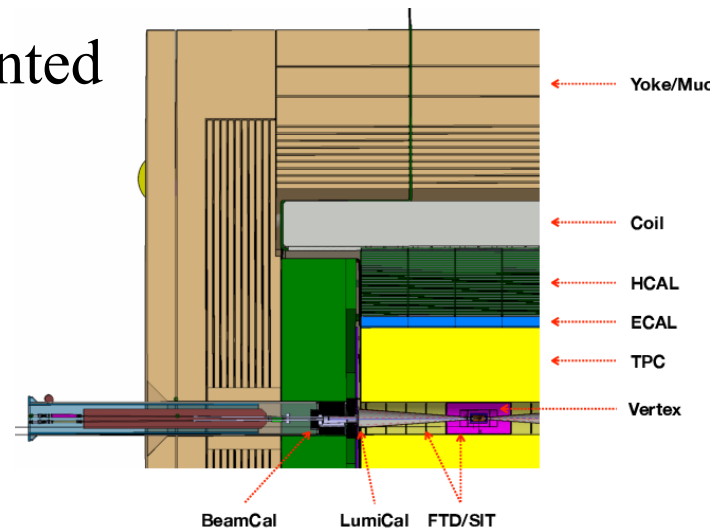 nted
Yoke/Muo
Coil
HCAL
ECAL
TPC
Vertex
BeamCal LumiCal FTD/SIT